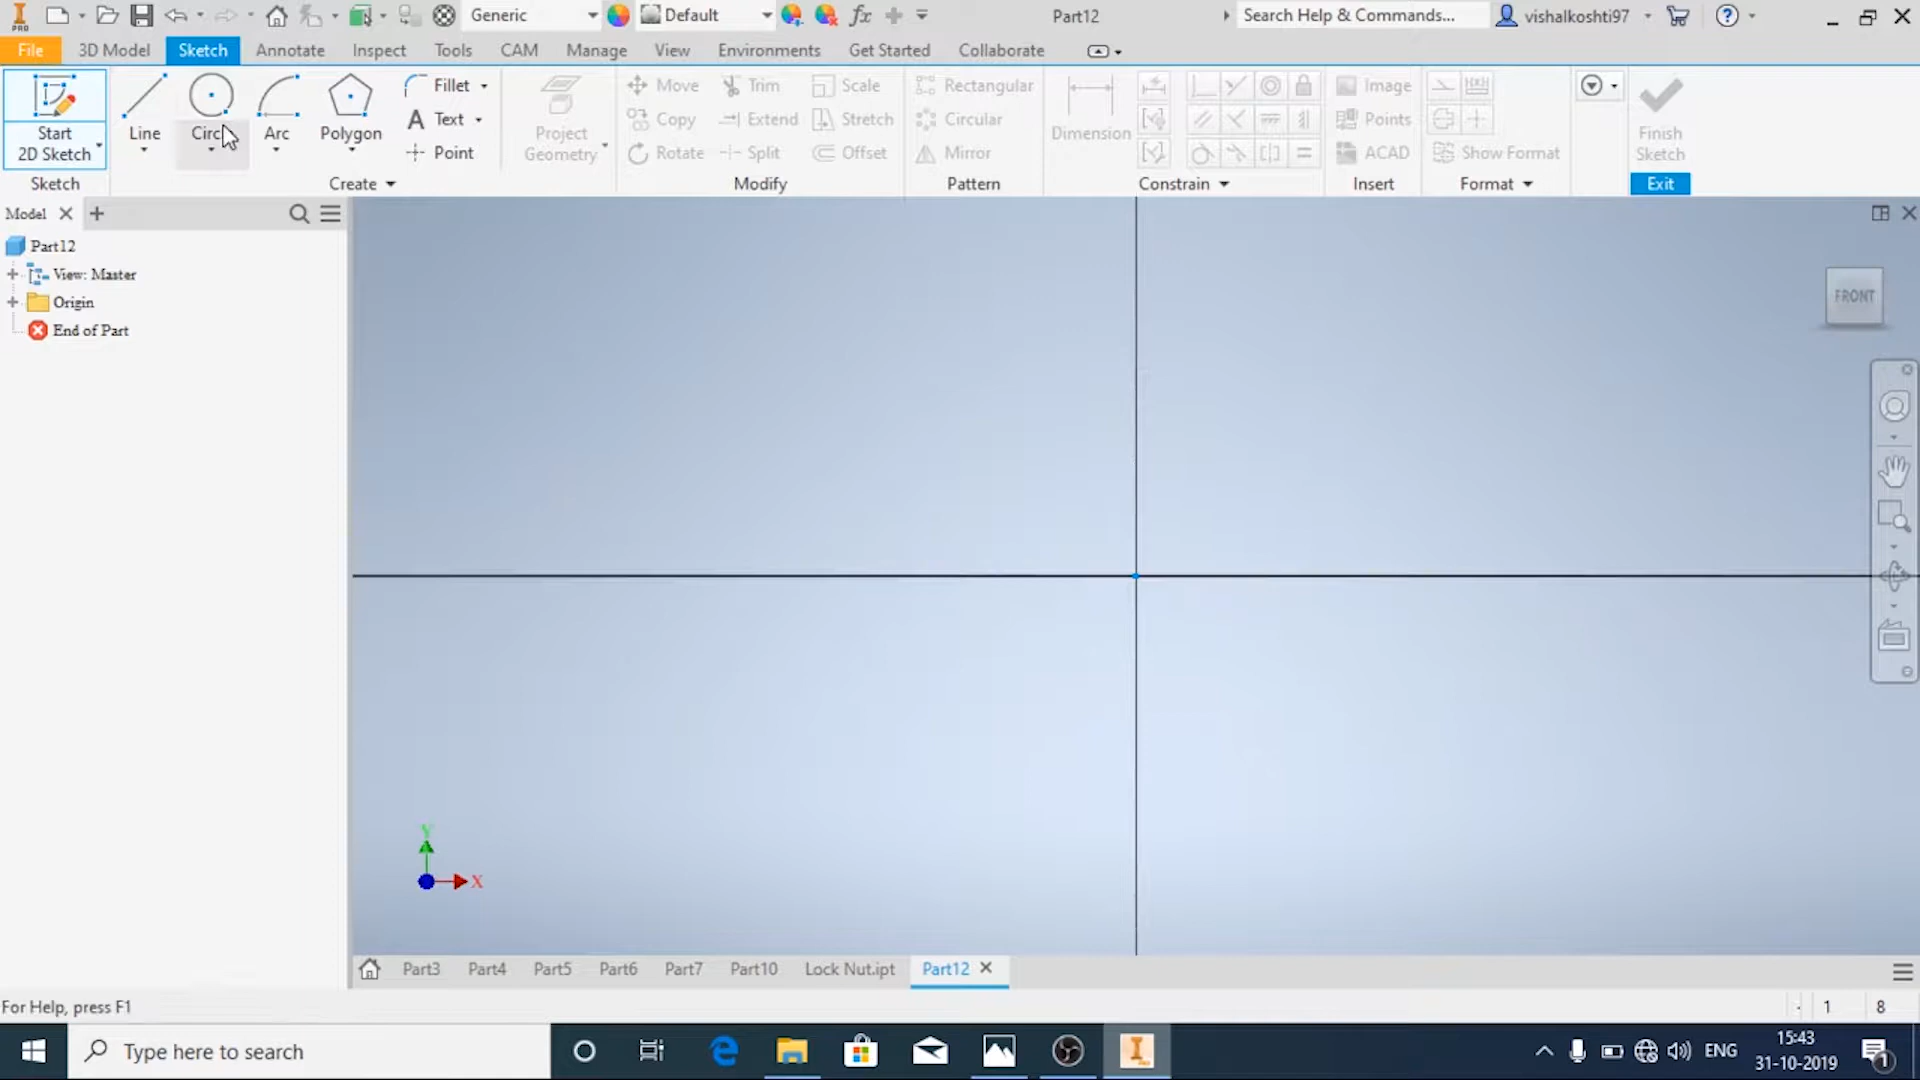 PRO Generic Default fx Part12 Search Help & Commands... vishalkoshti97 ?
File 3D Model Sketch Annotate Inspect Tools CAM Manage View Environments Get Started Collaborate
Start
2D Sketch
Line
Circ
Arc
Polygon
Fillet
Text
Point
Project
Geometry
Move Trim Scale
Copy Extend Stretch
Rotate Split Offset
Rectangular
Circular
Mirror
Dimension
Image
Points
ACAD
Show Format
Finish
Sketch
Sketch Create Modify Pattern Constrain Insert Format Exit
Model
Part12
View: Master
Origin
End of Part
FRONT
Y
X
Part3 Part4 Part5 Part6 Part7 Part10 Lock Nut.ipt Part12
For Help, press F1
1 8
Type here to search
ENG
15:43
31-10-2019
1